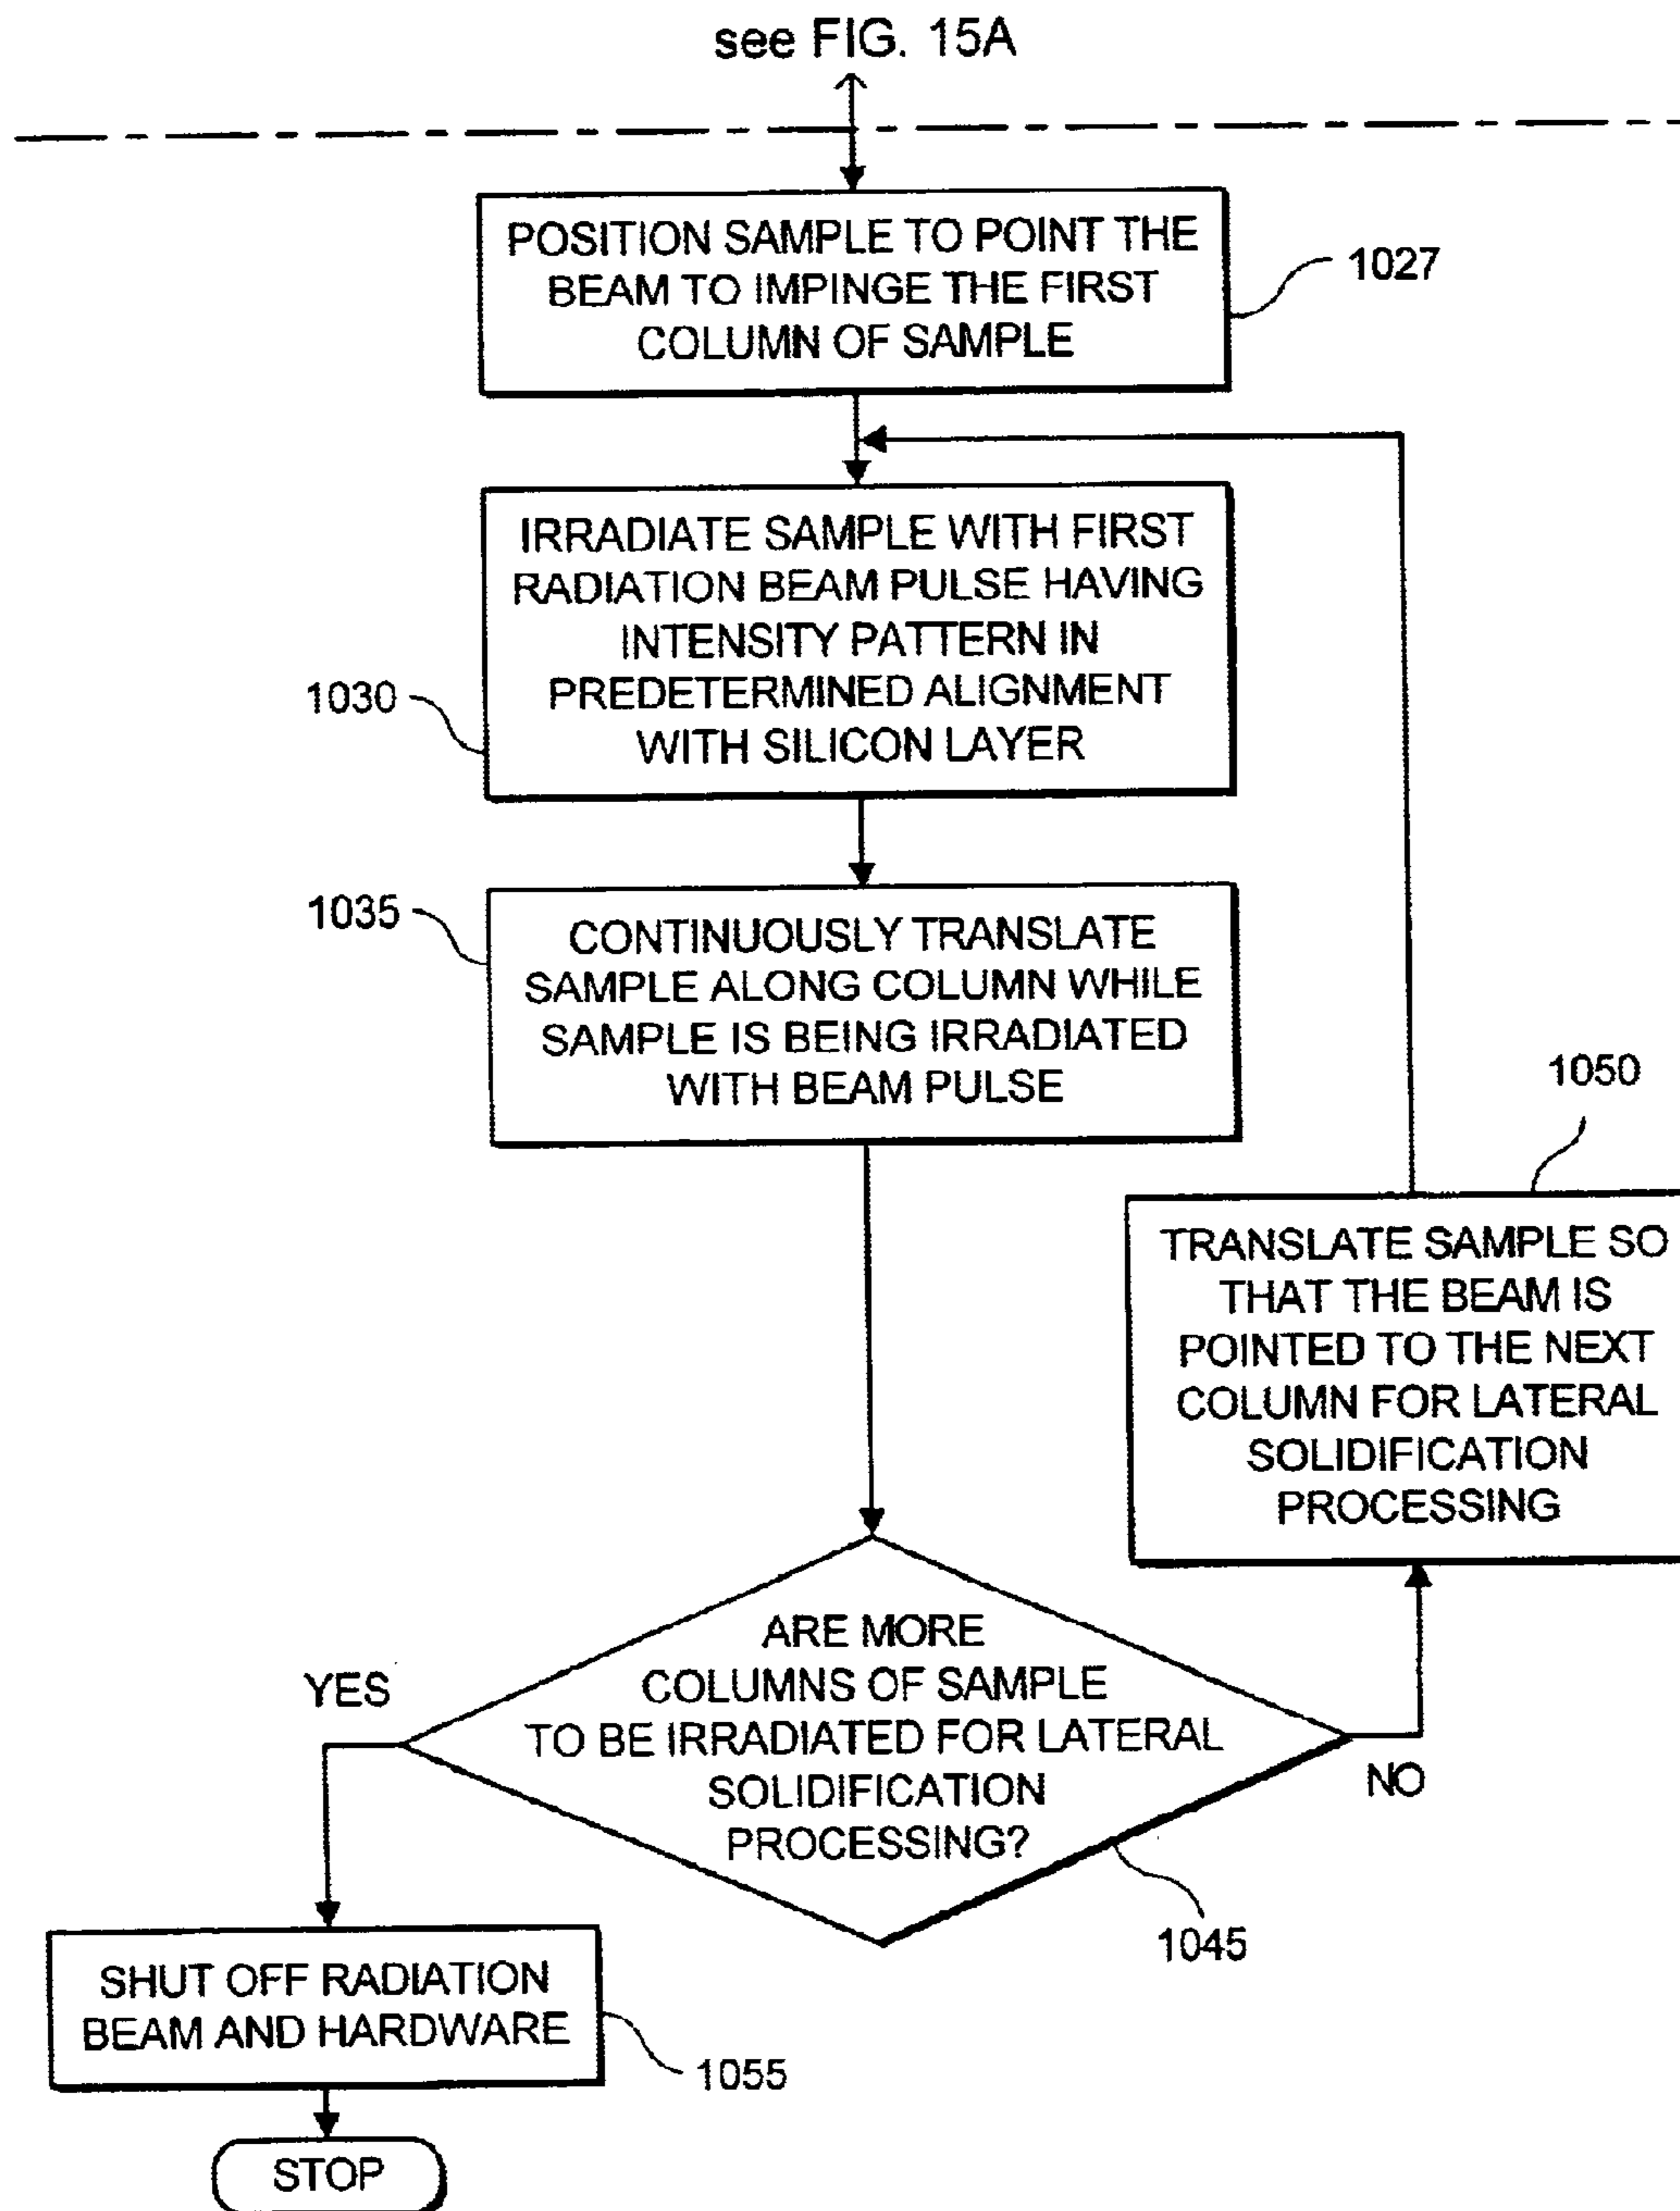 see FIG. 15A
POSITION SAMPLE TO POINT THE
BEAM TO IMPINGE THE FIRST
COLUMN OF SAMPLE
1027
IRRADIATE SAMPLE WITH FIRST
RADIATION BEAM PULSE HAVING
INTENSITY PATTERN IN
PREDETERMINED ALIGNMENT
WITH SILICON LAYER
1030
1035
CONTINUOUSLY TRANSLATE
SAMPLE ALONG COLUMN WHILE
SAMPLE IS BEING IRRADIATED
WITH BEAM PULSE
1050
TRANSLATE SAMPLE SO
THAT THE BEAM IS
POINTED TO THE NEXT
COLUMN FOR LATERAL
SOLIDIFICATION
PROCESSING
ARE MORE
COLUMNS OF SAMPLE
TO BE IRRADIATED FOR LATERAL
SOLIDIFICATION
PROCESSING?
YES
NO
1045
SHUT OFF RADIATION
BEAM AND HARDWARE
1055
STOP